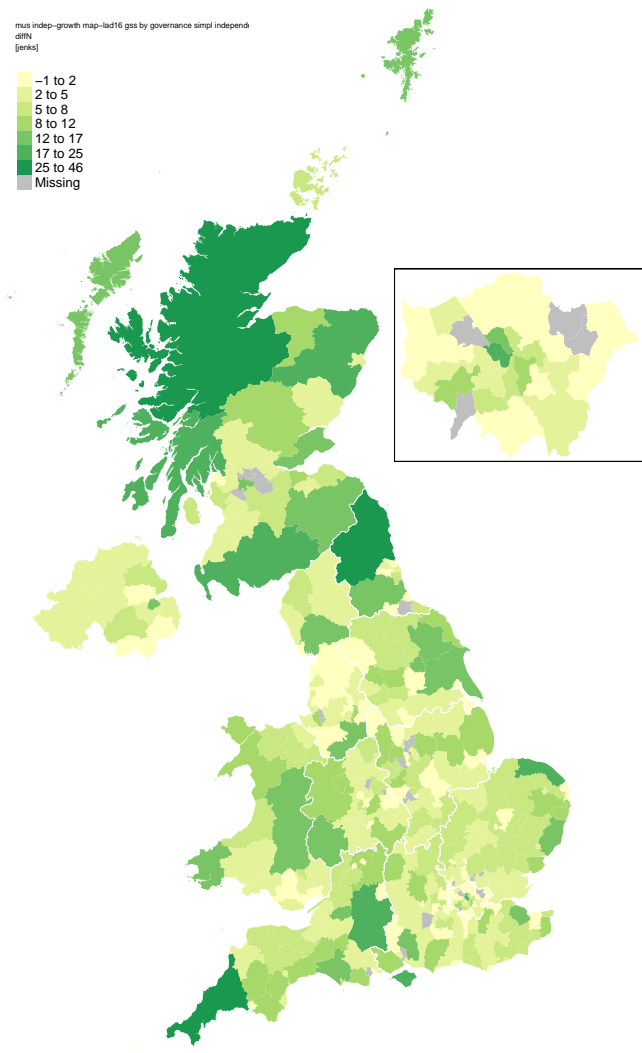 mus indep−growth map−lad16 gss by governance simpl independ
diffN
[jenks]
−1 to 2
2 to 5
5 to 8
8 to 12
12 to 17
17 to 25
25 to 46
Missing